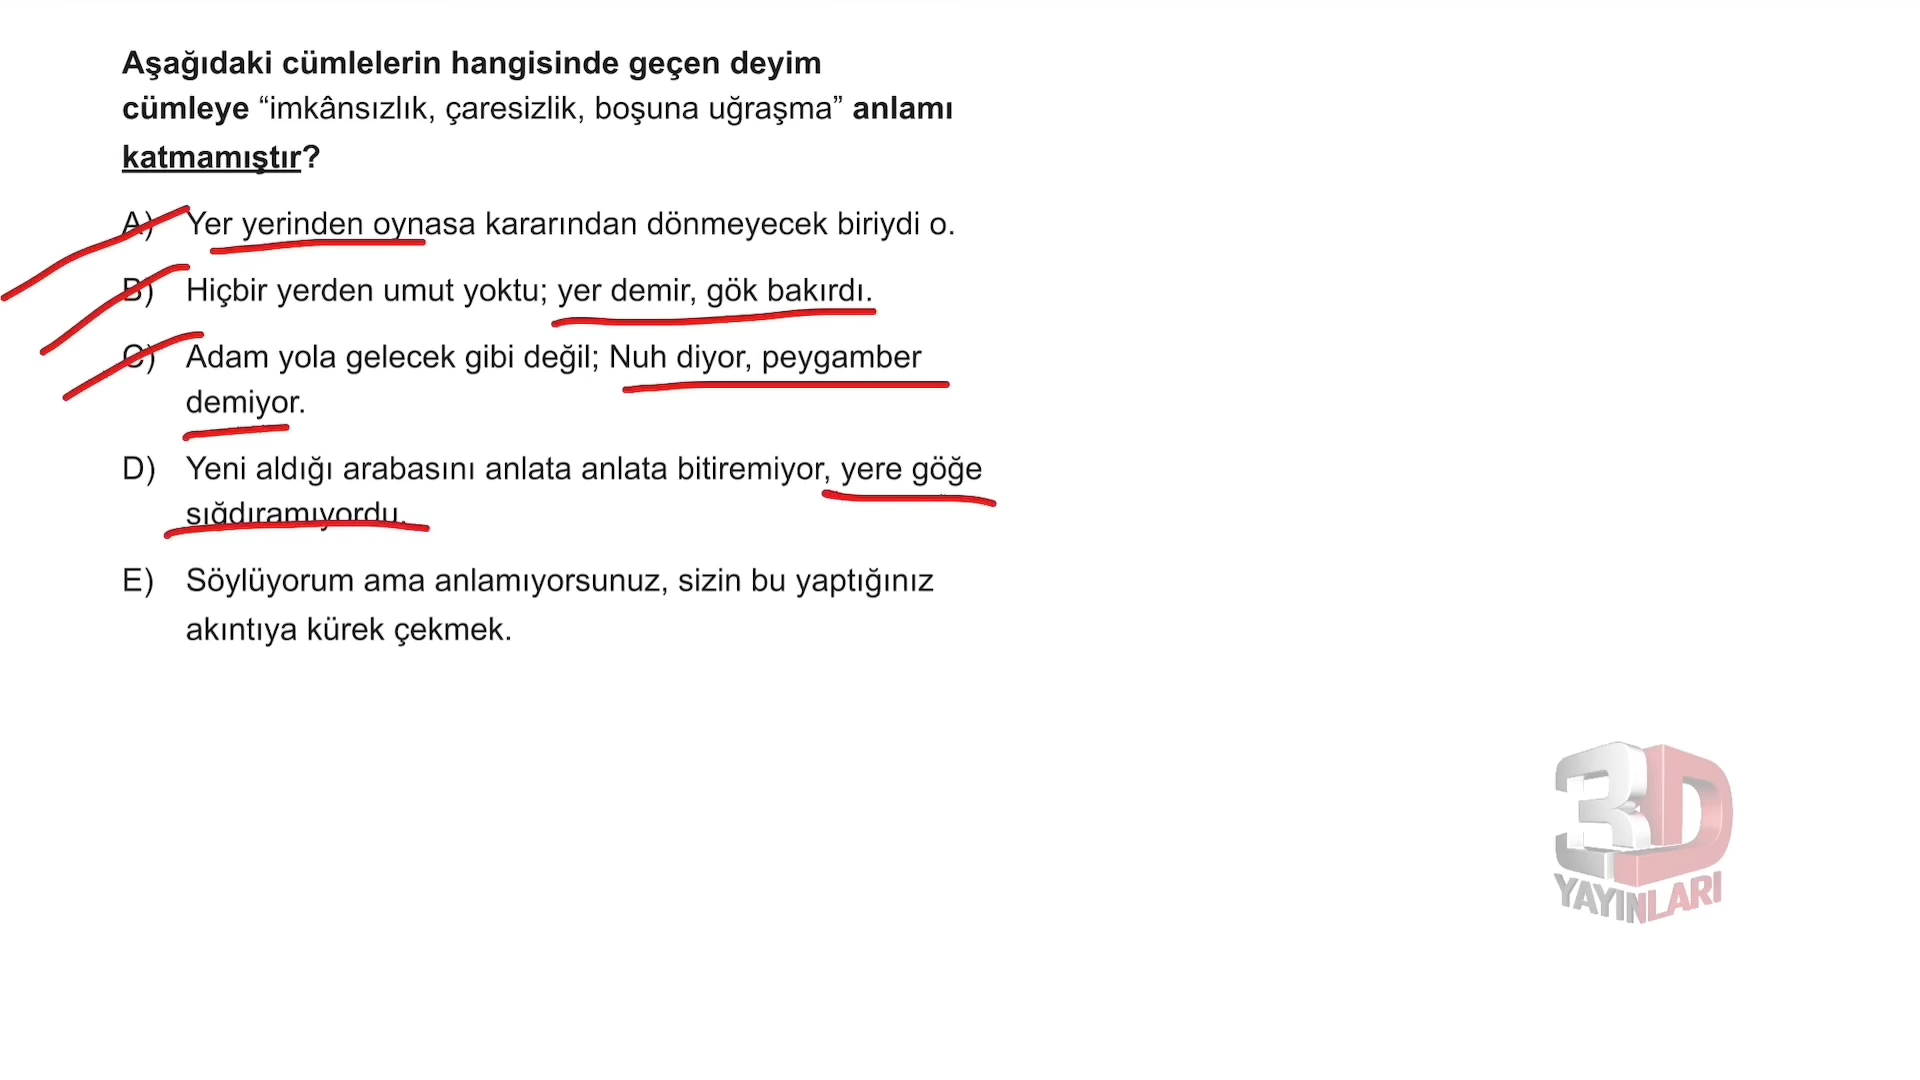 Aşağıdaki cümlelerin hangisinde geçen deyim
cümleye “imkânsızlık, çaresizlik, boşuna uğraşma” anlamı
katmamıştır?
A) Yer yerinden oynasa kararından dönmeyecek biriydi o.
B) Hiçbir yerden umut yoktu; yer demir, gök bakırdı.
C) Adam yola gelecek gibi değil; Nuh diyor, peygamber
demiyor.
D) Yeni aldığı arabasını anlata anlata bitiremiyor, yere göğe
sığdıramıyordu.
E) Söylüyorum ama anlamıyorsunuz, sizin bu yaptığınız
akıntıya kürek çekmek.
3D
YAYINLARI